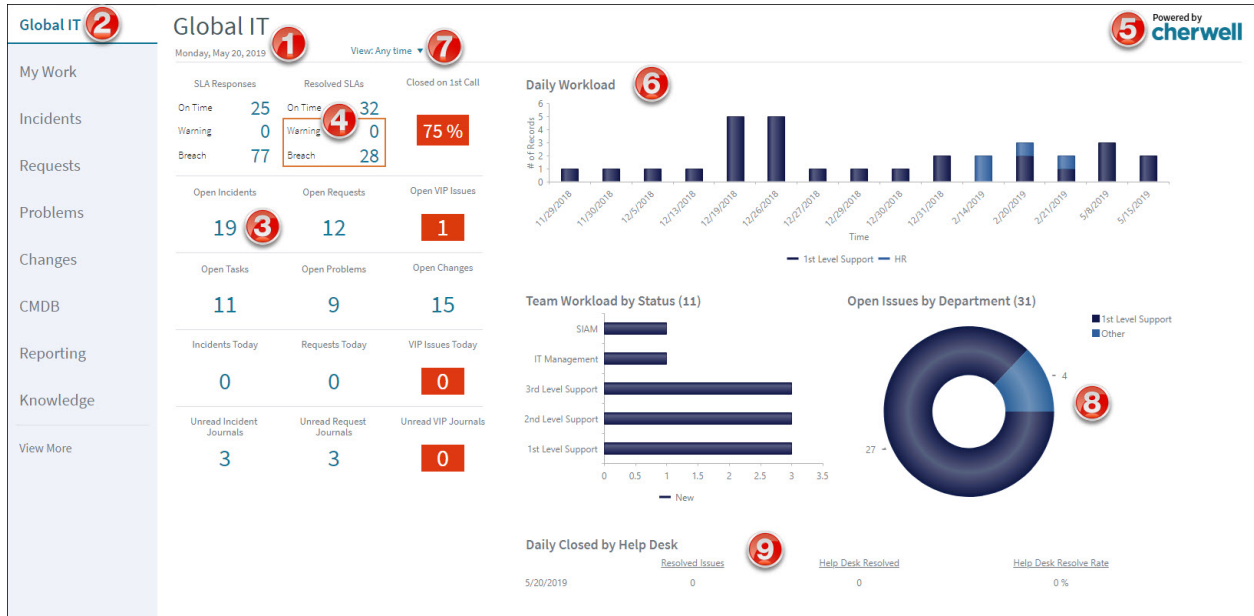 Global IT
2
My Work
Incidents
Requests
Problems
Changes
CMDB
Reporting
Knowledge
View More
Global IT
Monday, May 20, 2019
1
View: Any time ▼
7
5
Powered by
cherwell
SLA Responses
On Time 25
Warning 0
Breach 77
Resolved SLAs
On Time 32
4
Warning 0
Breach 28
Closed on 1st Call
75 %
Open Incidents
19
3
Open Requests
12
Open VIP Issues
1
Open Tasks
11
Open Problems
9
Open Changes
15
Incidents Today
0
Requests Today
0
VIP Issues Today
0
Unread Incident
Journals
3
Unread Request
Journals
3
Unread VIP Journals
0
Daily Workload
6
# of Records
6
5
4
3
2
1
0
11/29/2018
11/30/2018
12/5/2018
12/13/2018
12/19/2018
12/26/2018
12/27/2018
12/29/2018
12/30/2018
12/31/2018
2/14/2019
2/20/2019
2/21/2019
5/8/2019
5/15/2019
Time
1st Level Support HR
Team Workload by Status (11)
SIAM
IT Management
3rd Level Support
2nd Level Support
1st Level Support
0 0.5 1 1.5 2 2.5 3 3.5
New
Open Issues by Department (31)
1st Level Support
Other
4
8
27
Daily Closed by Help Desk
9
Resolved Issues Help Desk Resolved Help Desk Resolve Rate
5/20/2019 0 0 0 %